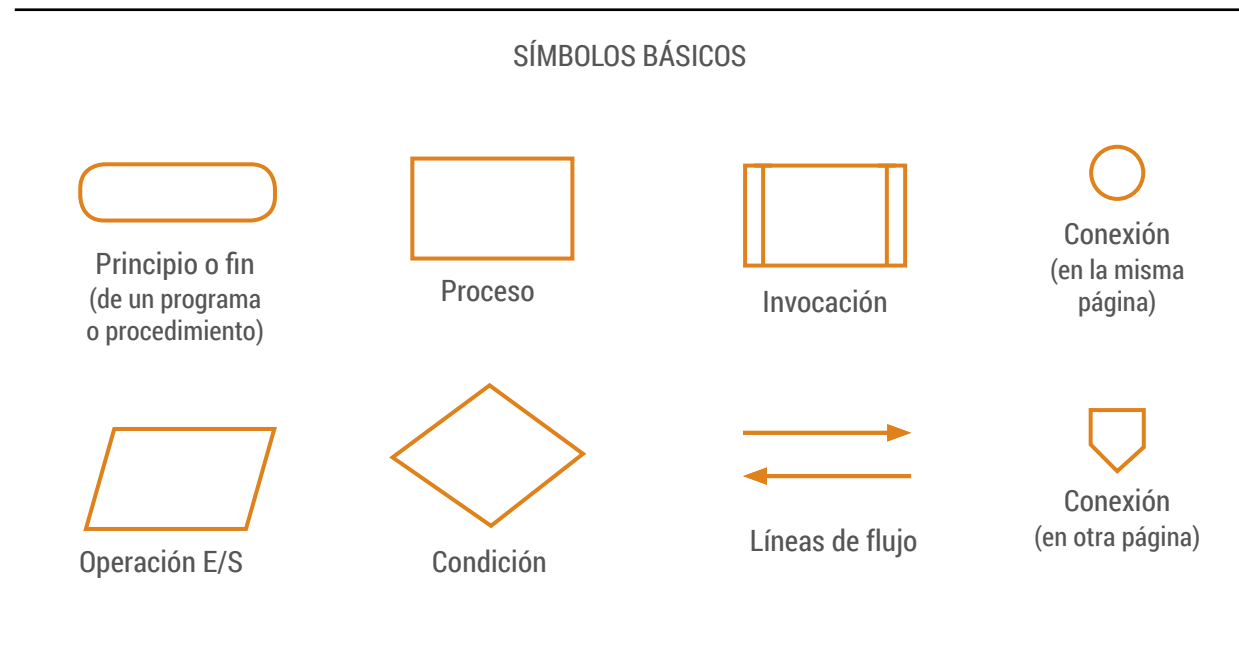 SÍMBOLOS BÁSICOS
Principio o fin
(de un programa
o procedimiento)
Proceso
Invocación
Conexión
(en la misma
página)
Operación E/S
Condición
Líneas de flujo
Conexión
(en otra página)